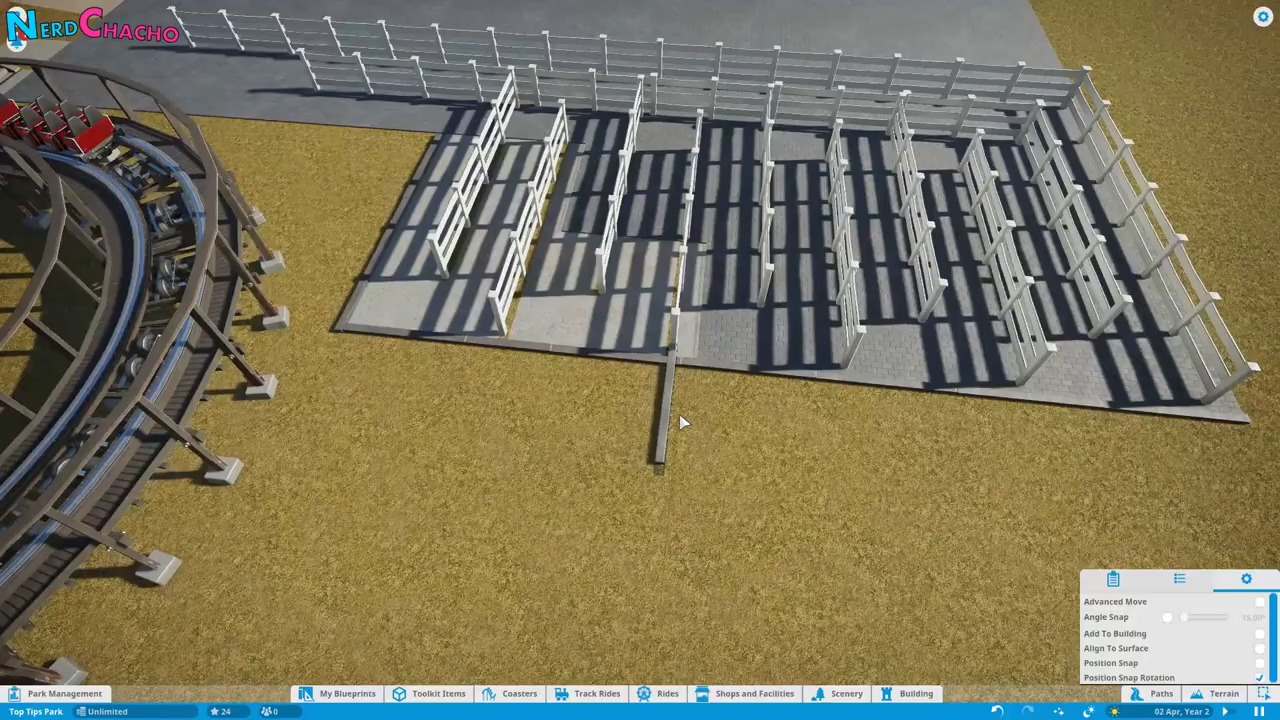 NERDCHACHO
Advanced Move
Angle Snap 15.00°
Add To Building
Align To Surface
Position Snap
Position Snap Rotation
Park Management
My Blueprints
Toolkit Items
Coasters
Track Rides
Rides
Shops and Facilities
Scenery
Building
Paths
Terrain
Top Tips Park
Unlimited
24
0
02 Apr, Year 2